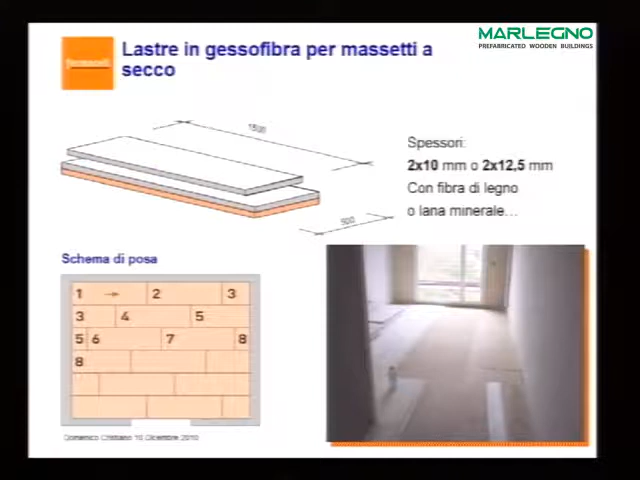 MARLEGNO
PREFABRICATED WOODEN BUILDINGS
fermacell
Lastre in gessofibra per massetti a
secco
1500
500
Spessori:
2x10 mm o 2x12,5 mm
Con fibra di legno
o lana minerale…
Schema di posa
1 → 2 3
3 4 5
5 6 7 8
8
Domenico Cristiano 10 Dicembre 2010